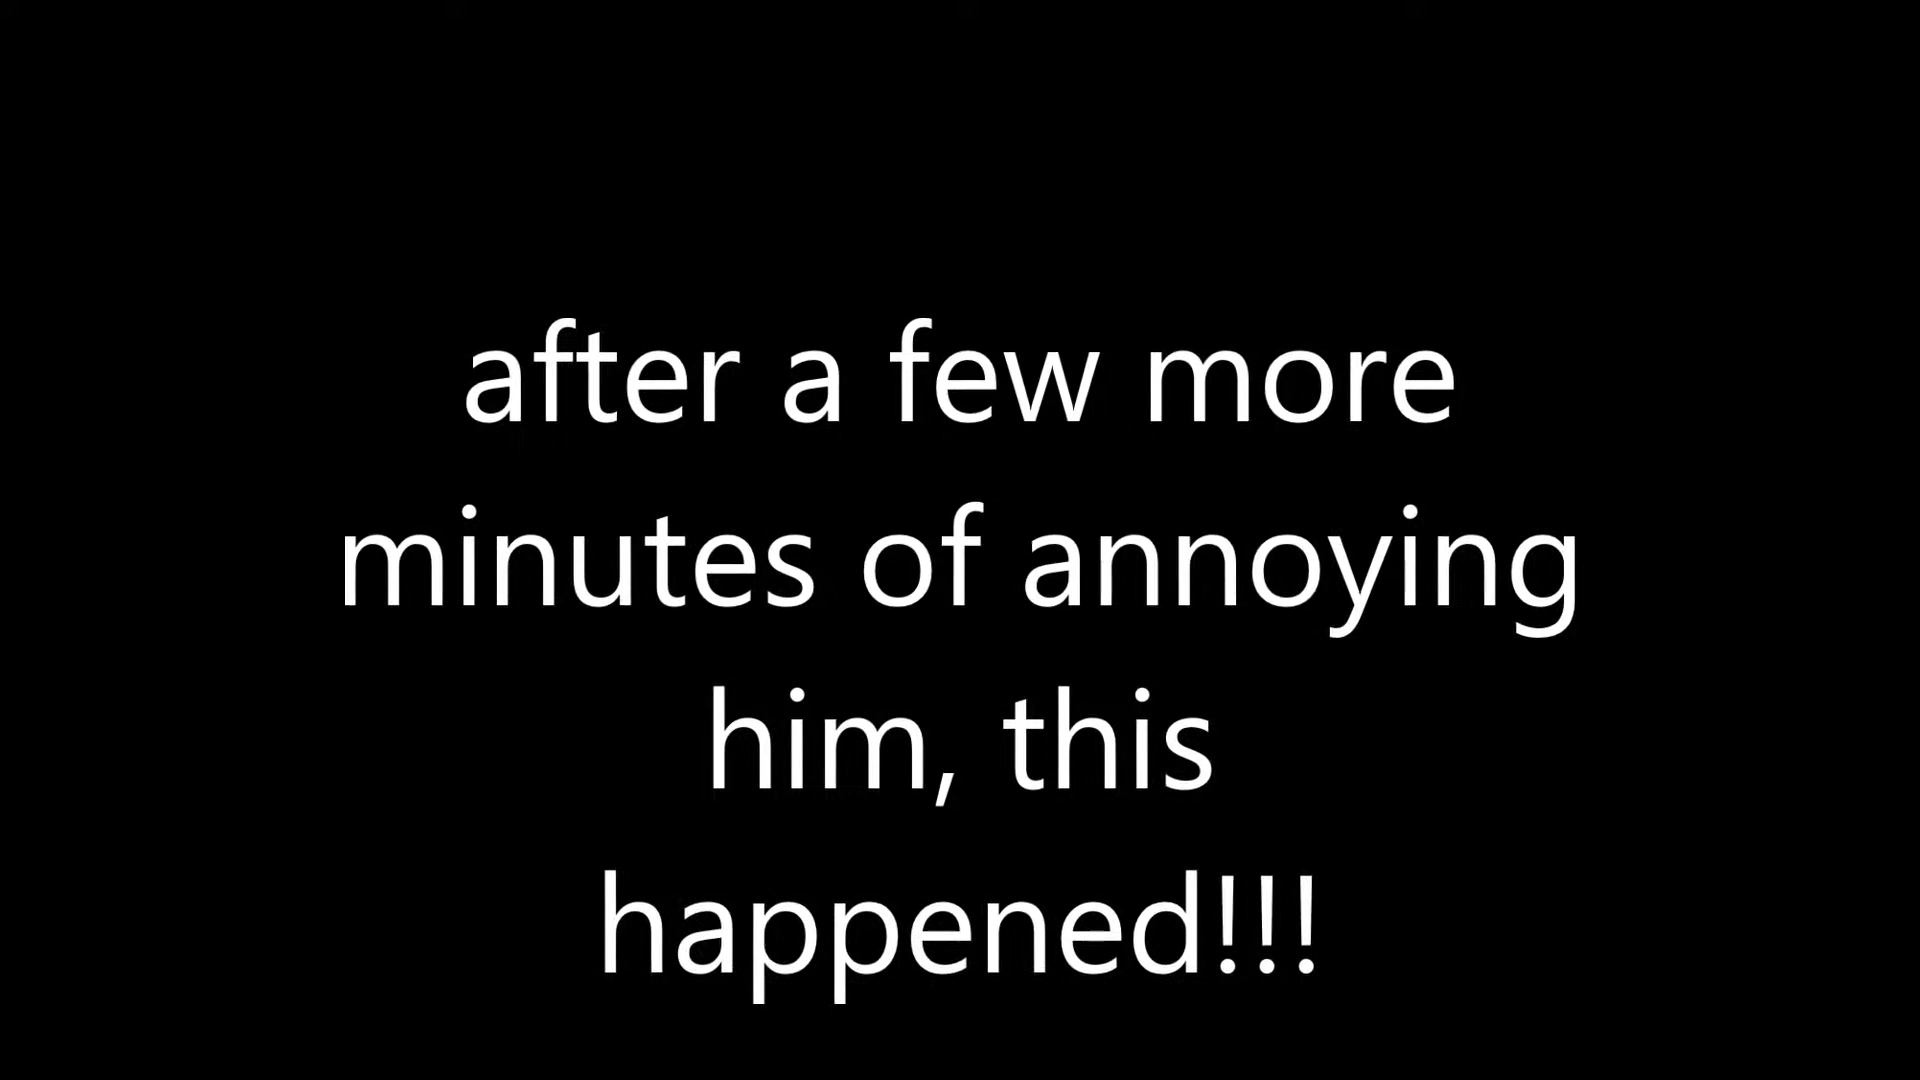 after a few more
minutes of annoying
him, this
happened!!!